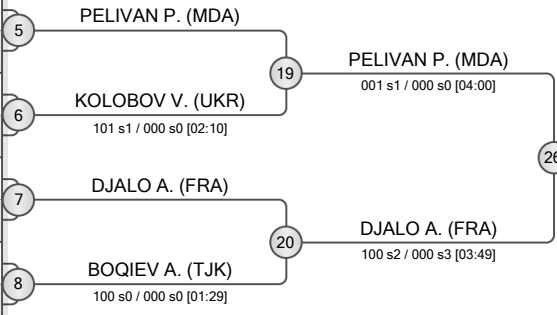 PELIVAN P. (MDA)
5
19
PELIVAN P. (MDA)
001 s1 / 000 s0 [04:00]
KOLOBOV V. (UKR)
6
101 s1 / 000 s0 [02:10]
26
DJALO A. (FRA)
7
20
DJALO A. (FRA)
100 s2 / 000 s3 [03:49]
BOQIEV A. (TJK)
8
100 s0 / 000 s0 [01:29]